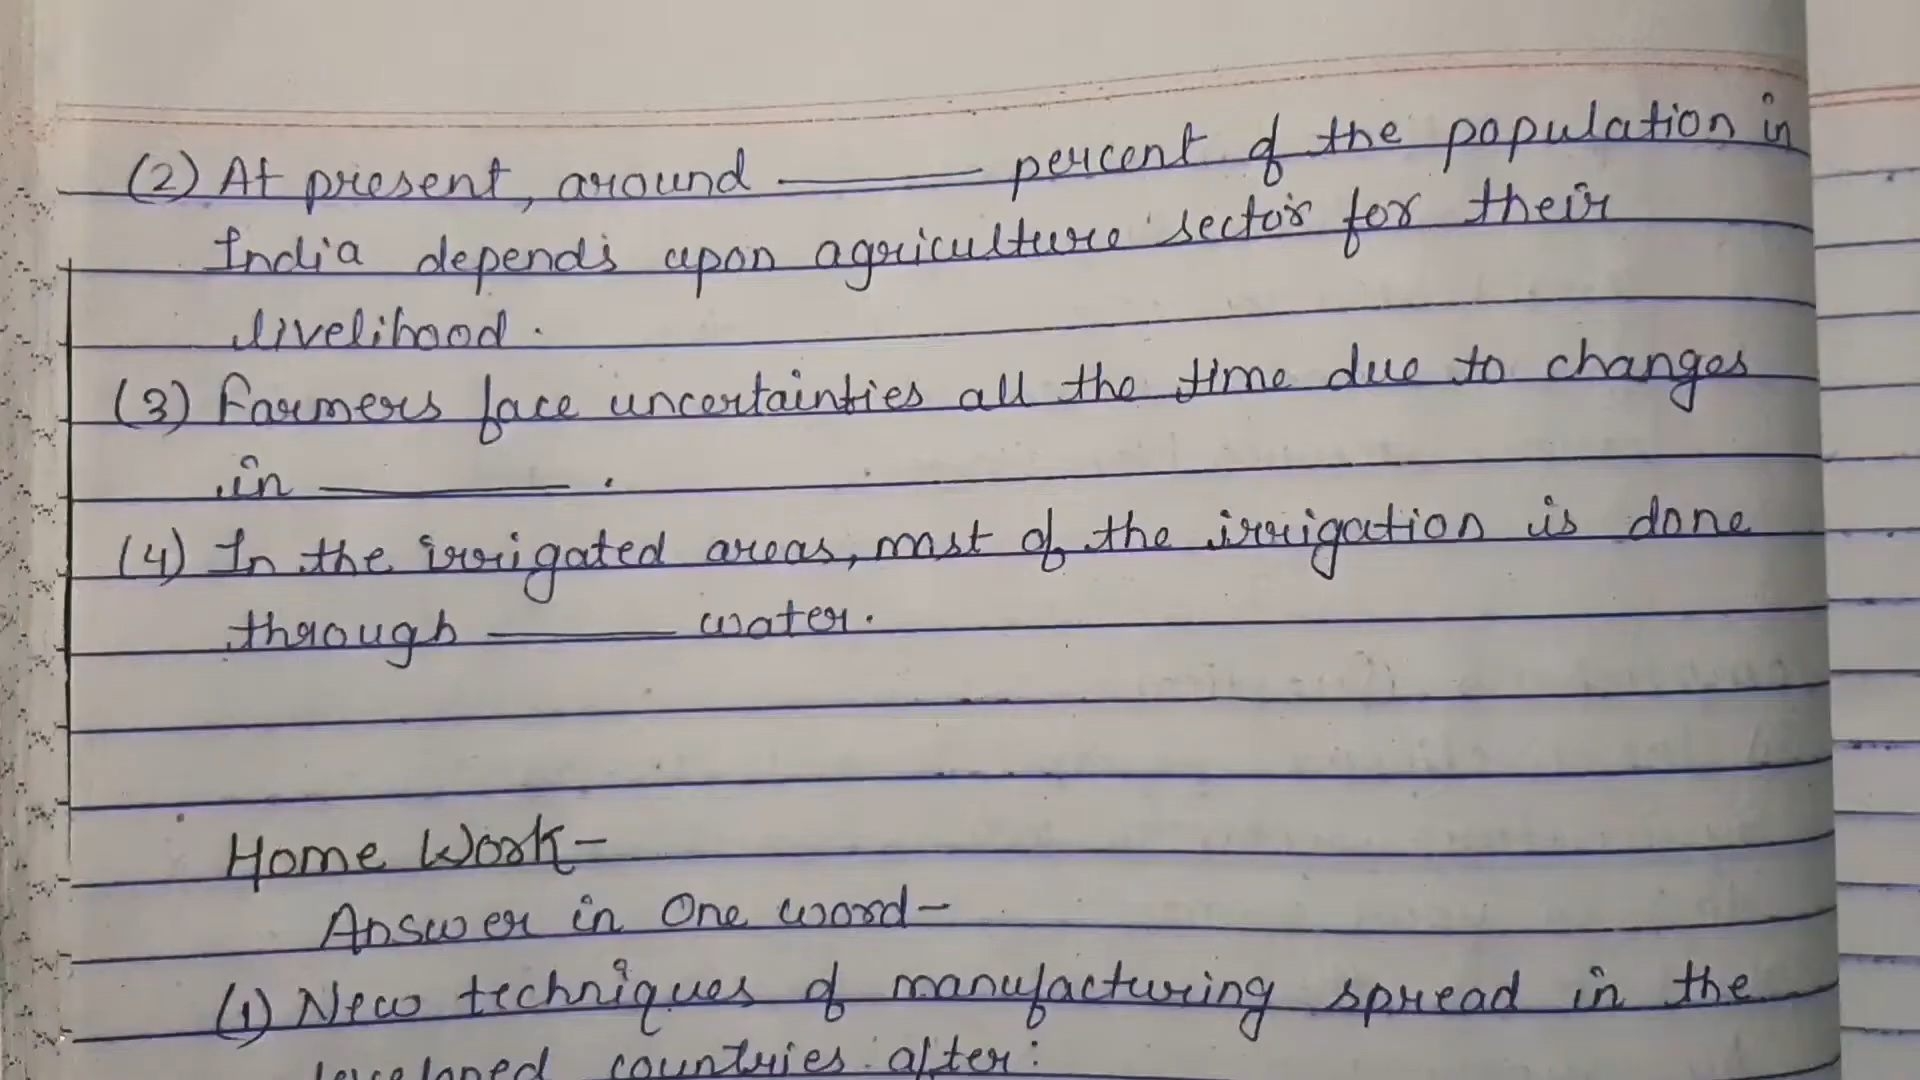 (2) At present, around ______ percent of the population in
India depends upon agriculture sector for their
livelihood.
(3) Farmers face uncertainties all the time due to changes
in ______ .
(4) In the irrigated areas, most of the irrigation is done
through ______ water.
Home Work-
Answer in One word-
(1) New techniques of manufacturing spread in the
developed countries after: